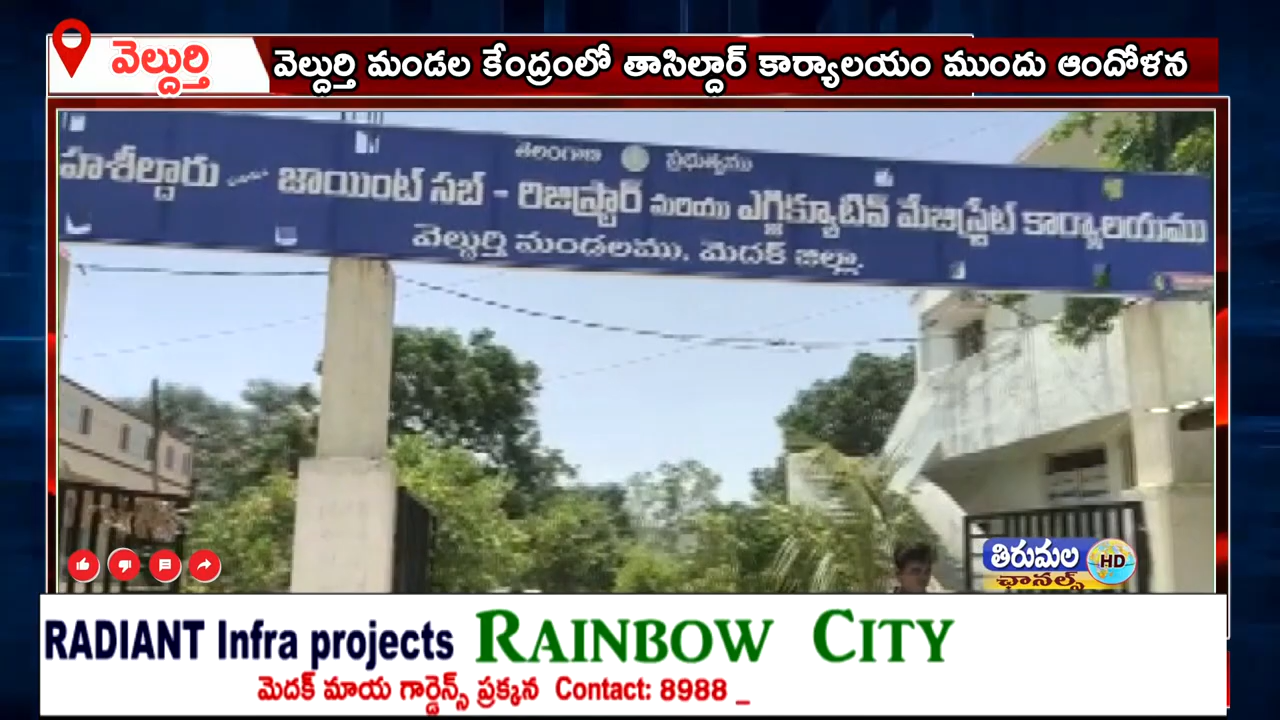 వెల్దుర్తి
వెల్దుర్తి మండల కేంద్రంలో తాసిల్దార్ కార్యాలయం ముందు ఆందోళన
తెలంగాణ ప్రభుత్వము
హశీల్దారు జాయింట్ సబ్ - రిజిస్ట్రార్ మరియు ఎగ్జిక్యూటివ్ మేజిస్ట్రేట్ కార్యాలయము
వెల్దుర్తి మండలము. మెదక్ జిల్లా.
తిరుమల
HD
ఛానల్స్
RADIANT Infra projects RAINBOW CITY
మెదక్ మాయ గార్డెన్స్ ప్రక్కన Contact: 8988 _